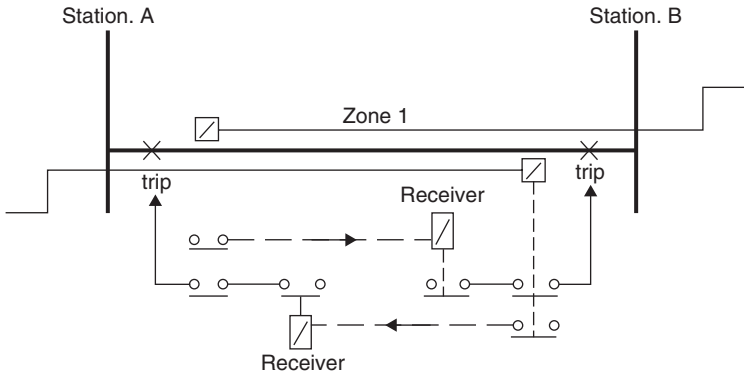 Station. A
Station. B
Zone 1
trip
trip
Receiver
Receiver